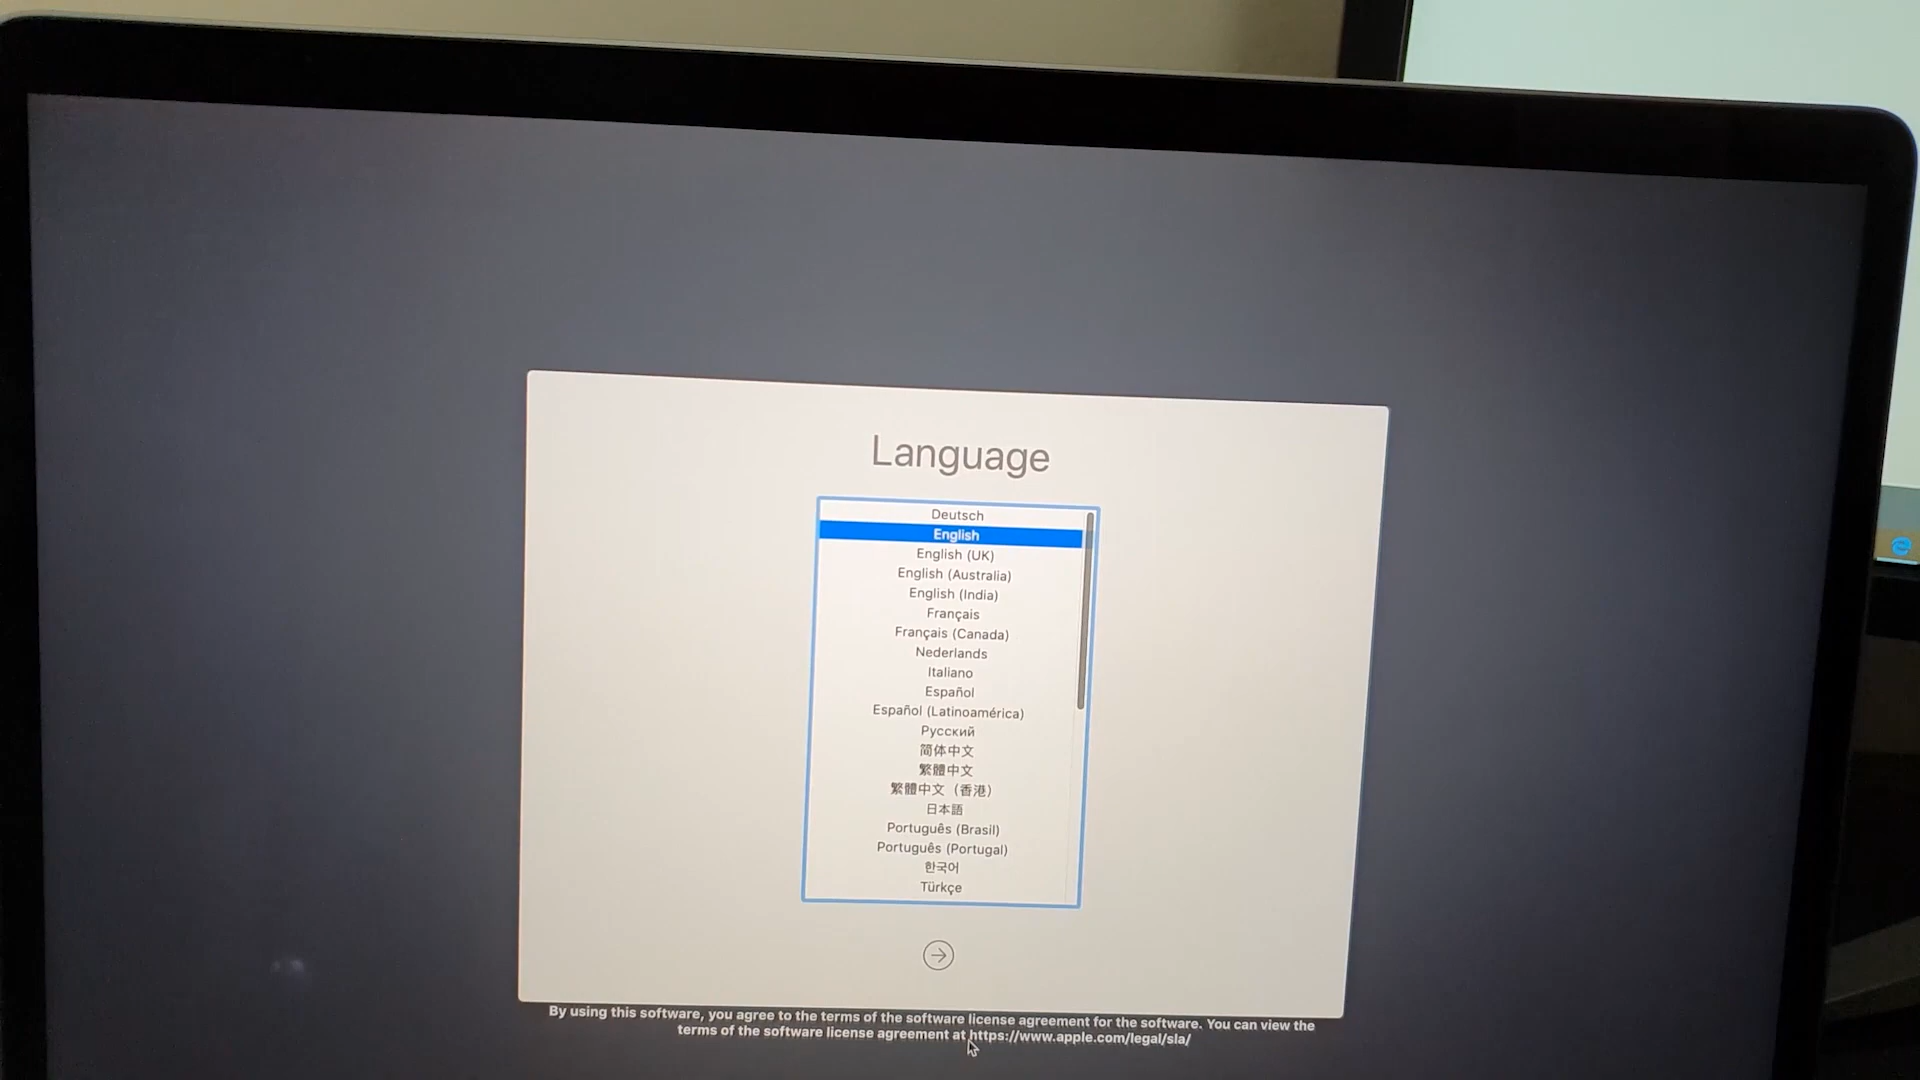 Language
Deutsch
English
English (UK)
English (Australia)
English (India)
Français
Français (Canada)
Nederlands
Italiano
Español
Español (Latinoamérica)
Русский
简体中文
繁體中文
繁體中文（香港）
日本語
Português (Brasil)
Português (Portugal)
한국어
Türkçe
By using this software, you agree to the terms of the software license agreement for the software. You can view the
terms of the software license agreement at https://www.apple.com/legal/sla/